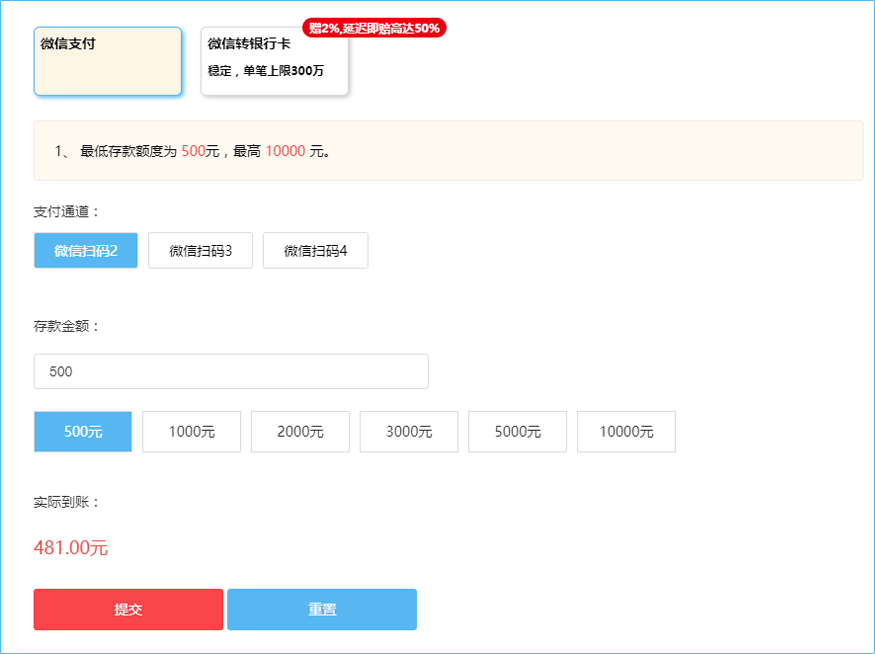 赠2%,延迟即赔高达50%
微信支付
微信转银行卡
稳定，单笔上限300万
1、 最低存款额度为 500元，最高 10000 元。
支付通道：
微信扫码2
微信扫码3
微信扫码4
存款金额：
500
500元
1000元
2000元
3000元
5000元
10000元
实际到账：
481.00元
提交
重置